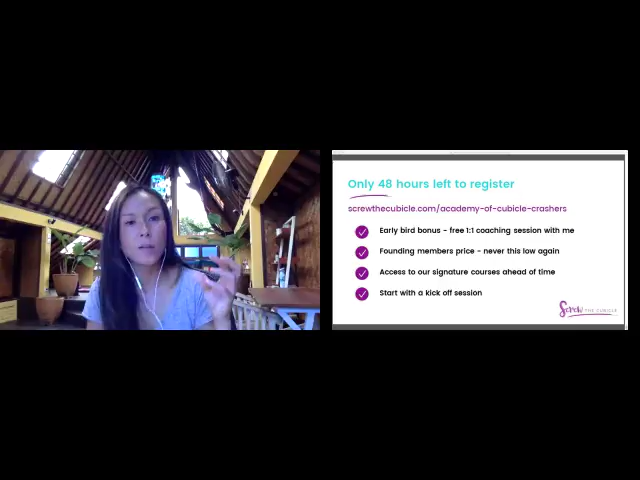 Only 48 hours left to register
screwthecubicle.com/academy-of-cubicle-crashers
Early bird bonus - free 1:1 coaching session with me
Founding members price - never this low again
Access to our signature courses ahead of time
Start with a kick off session
Screw THE CUBICLE